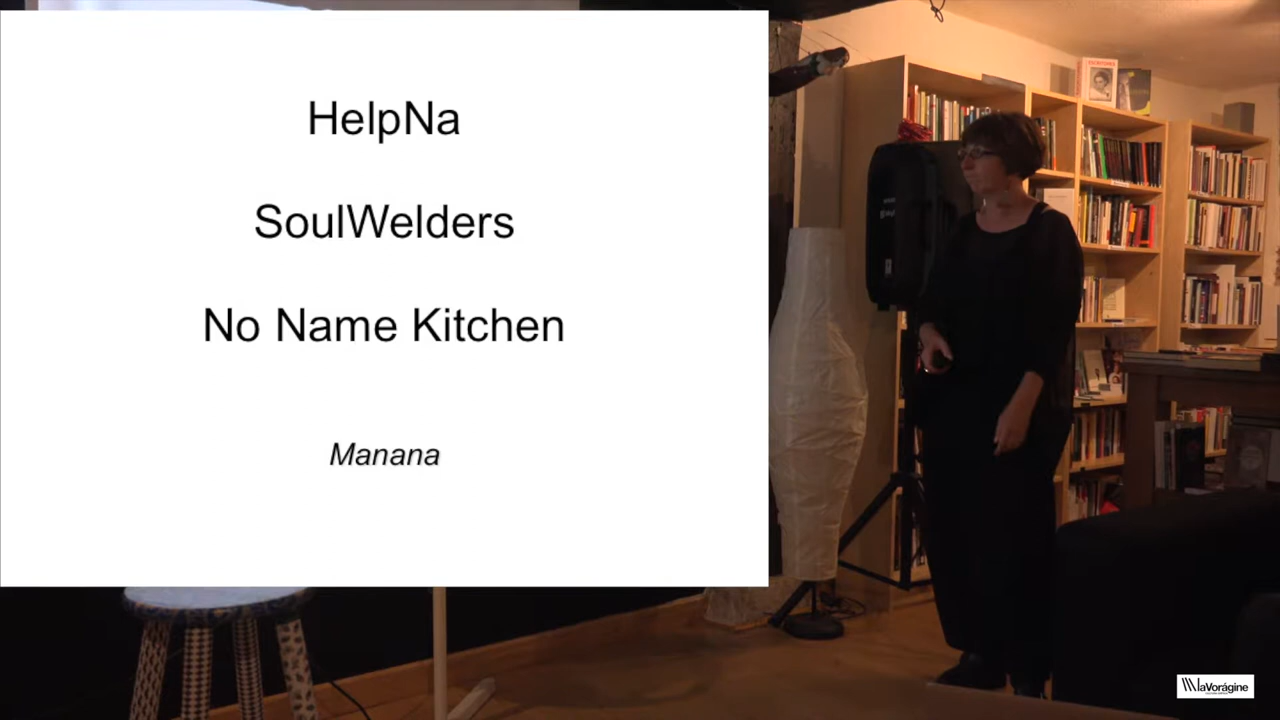 HelpNa
SoulWelders
No Name Kitchen
Manana
laVorágine